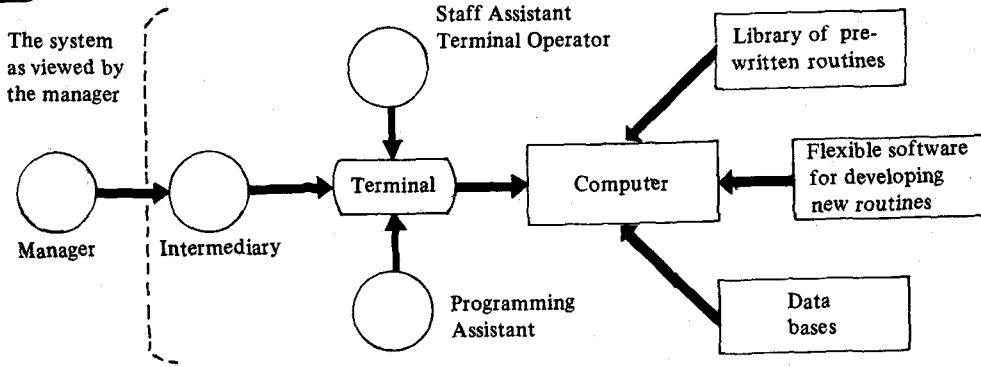 The system
as viewed by
the manager
Staff Assistant
Terminal Operator
Library of pre-
written routines
Flexible software
for developing
new routines
Terminal
Computer
Manager
Intermediary
Programming
Assistant
Data
bases